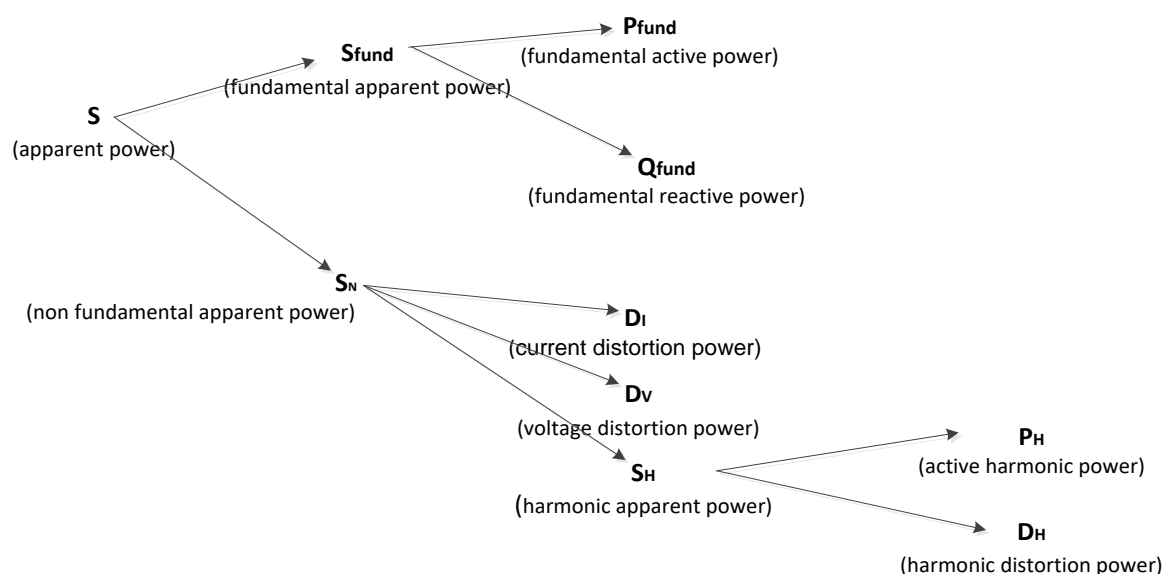 Pfund
(fundamental active power)
Sfund
(fundamental apparent power)
S
(apparent power)
Qfund
(fundamental reactive power)
SN
(non fundamental apparent power)
DI
(current distortion power)
DV
(voltage distortion power)
SH
(harmonic apparent power)
PH
(active harmonic power)
DH
(harmonic distortion power)